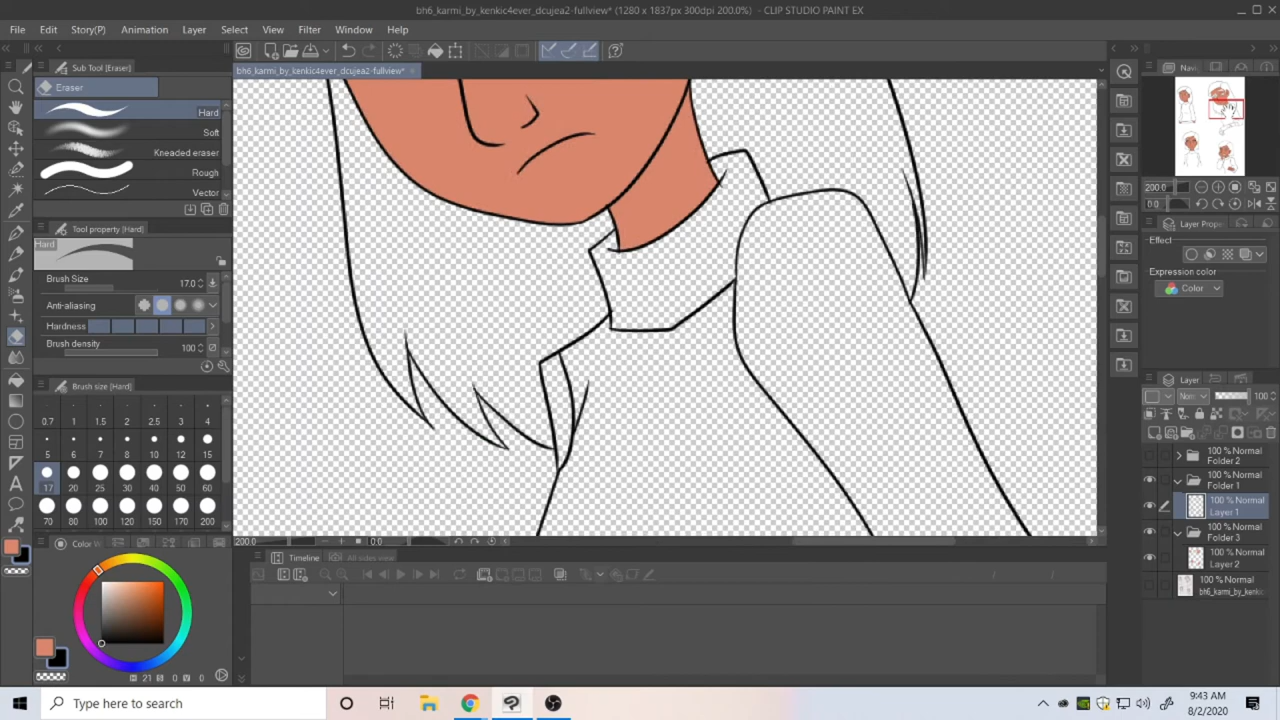 bh6_karmi_by_kenkic4ever_dcujea2-fullview* (1280 x 1837px 300dpi 200.0%) - CLIP STUDIO PAINT EX
File Edit Story(P) Animation Layer Select View Filter Window Help
Sub Tool [Eraser]
bh6_karmi_by_kenkic4ever_dcujea2-fullview*
Navi
Eraser
Hard
Soft
Kneaded eraser
Rough
Vector
200.0
0.0
Tool property [Hard]
Hard
Layer Prope
Effect
Expression color
Color
Brush Size 17.0
Anti-aliasing
Hardness
Brush density 100
Brush size [Hard]
0.7 1 1.5 2 2.5 3 4
5 6 7 8 10 12 15
17 20 25 30 40 50 60
70 80 100 120 150 170 200
Layer
Nor 100
100 % Normal
Folder 2
100 % Normal
Folder 1
100 % Normal
Layer 1
100 % Normal
Folder 3
100 % Normal
Layer 2
100 % Normal
bh6_karmi_by_kenkic
200.0 0.0
Color
Timeline All sides view
21 0 0
Type here to search
9:43 AM
8/2/2020